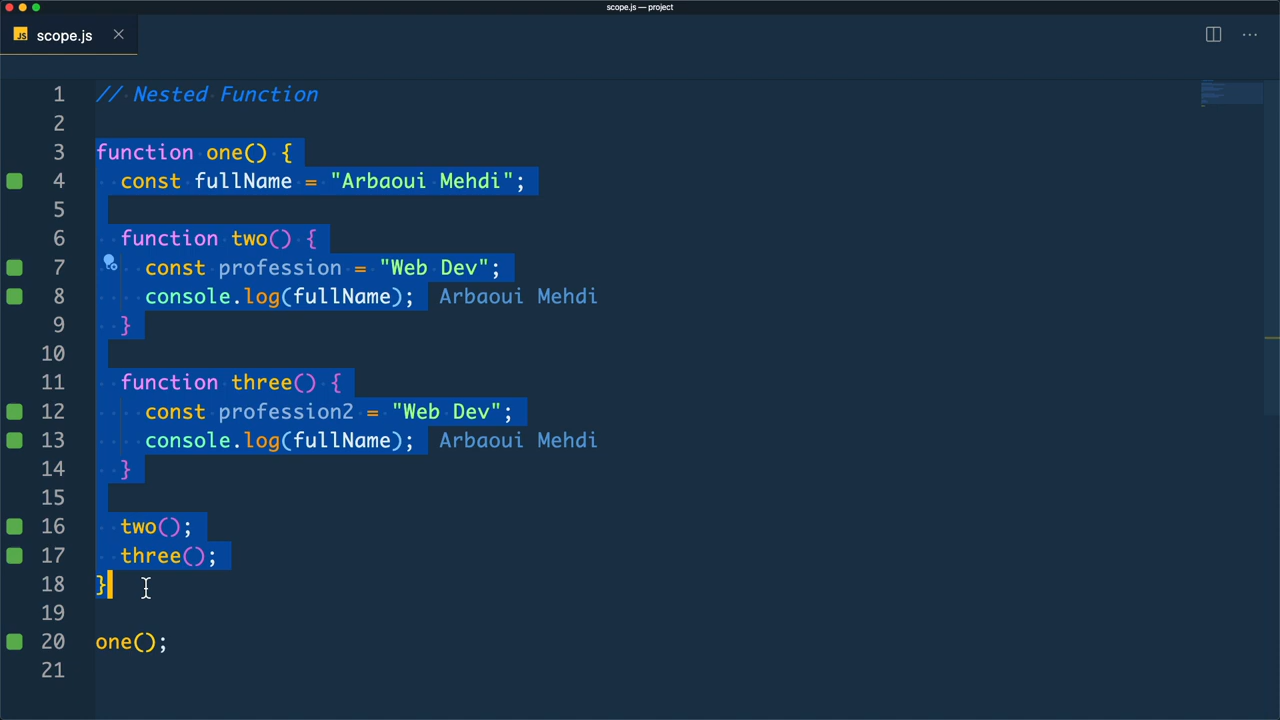 scope.js — project
JS scope.js
1 // Nested Function
2
3 function one() {
4 const fullName = "Arbaoui Mehdi";
5
6 function two() {
7 const profession = "Web Dev";
8 console.log(fullName); Arbaoui Mehdi
9 }
10
11 function three() {
12 const profession2 = "Web Dev";
13 console.log(fullName); Arbaoui Mehdi
14 }
15
16 two();
17 three();
18 }
19
20 one();
21